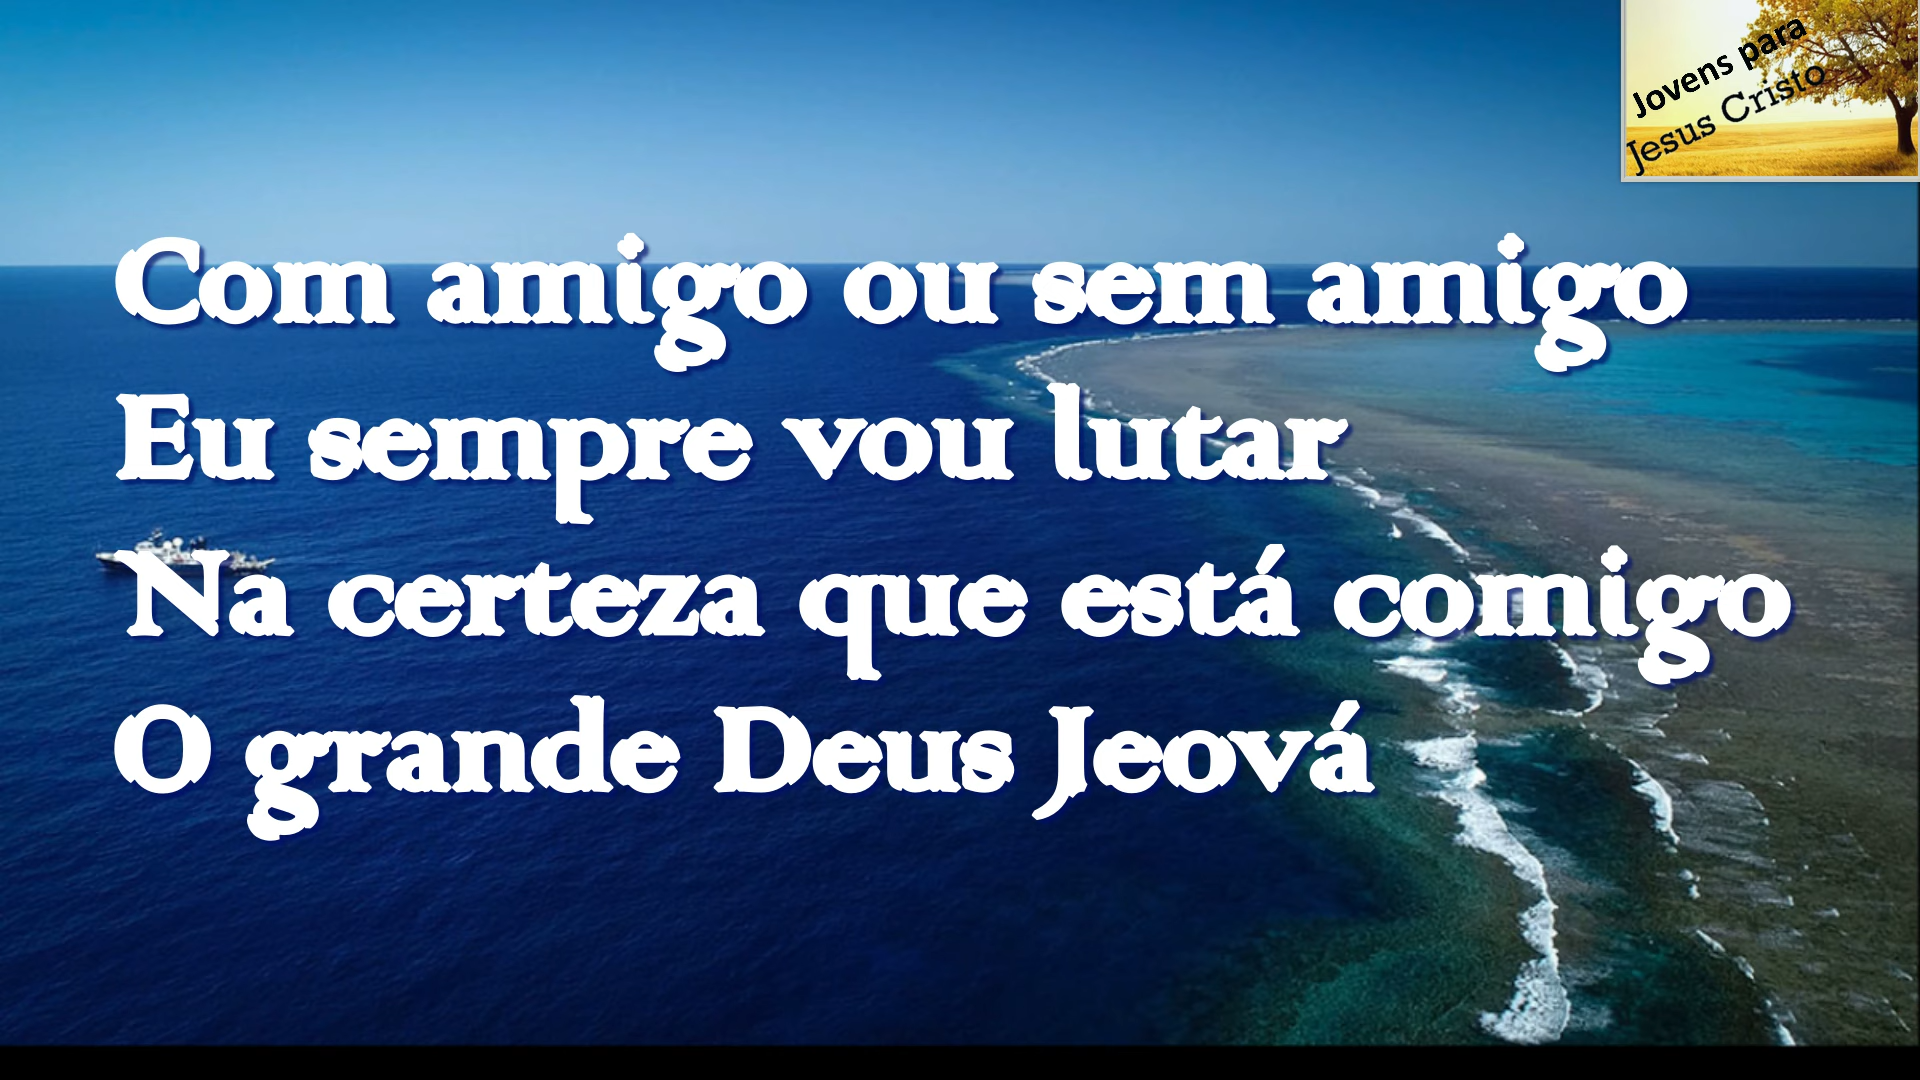 Jovens para
Jesus Cristo
Com amigo ou sem amigo
Eu sempre vou lutar
Na certeza que está comigo
O grande Deus Jeová